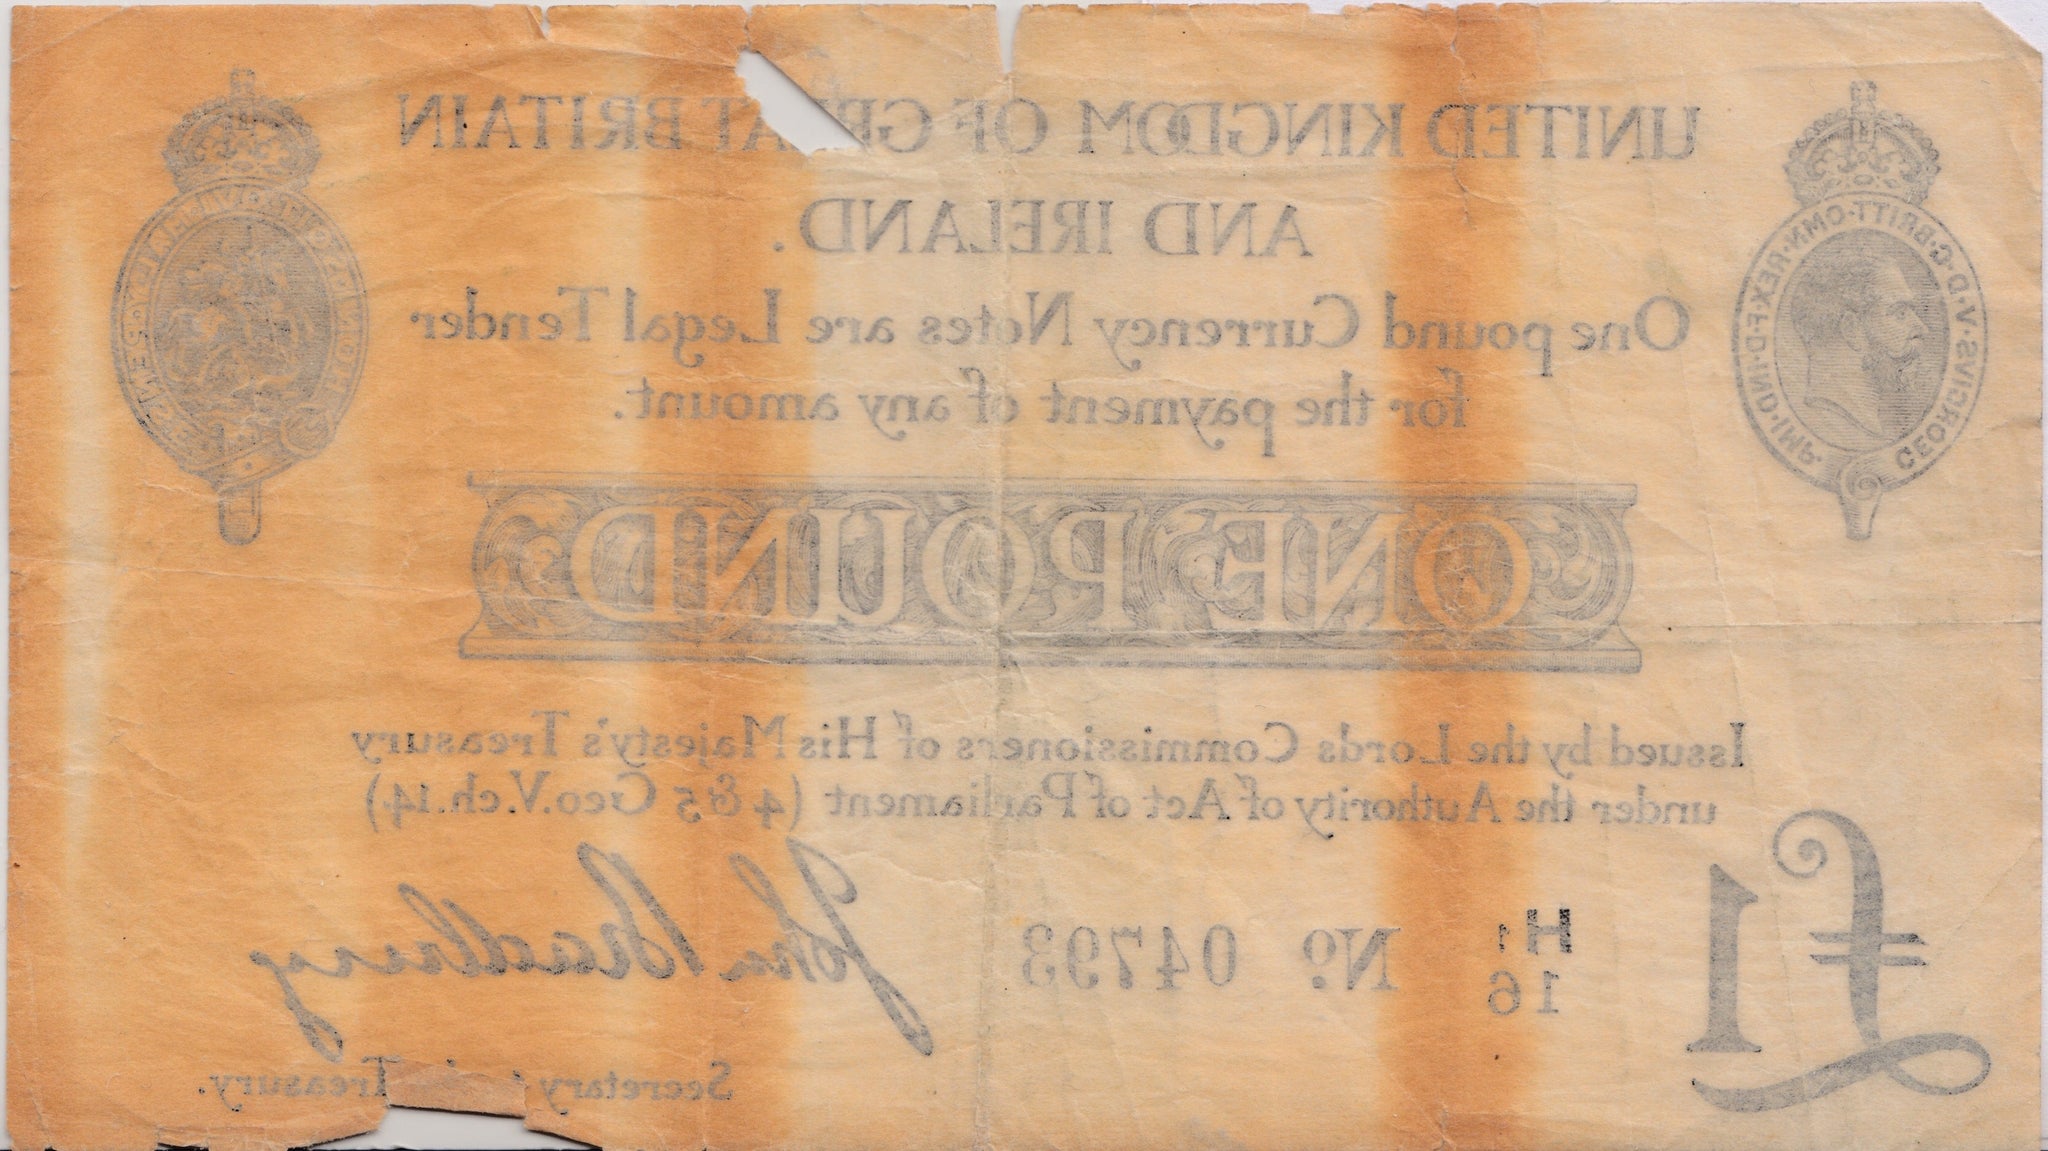 UNITED KINGDOM OF GREAT BRITAIN
AND IRELAND.
One pound Currency Notes are Legal Tender
for the payment of any amount.
GEORGIVS·V·D·G·BRITT·OMN·REX·F·D·IND·IMP.
ONE POUND
Issued by the Lords Commissioners of His Majesty's Treasury
under the Authority of Act of Parliament (4 & 5 Geo.V.ch.14)
£1
H1
16
Nº 04793
John Bradbury
Secretary Treasury.